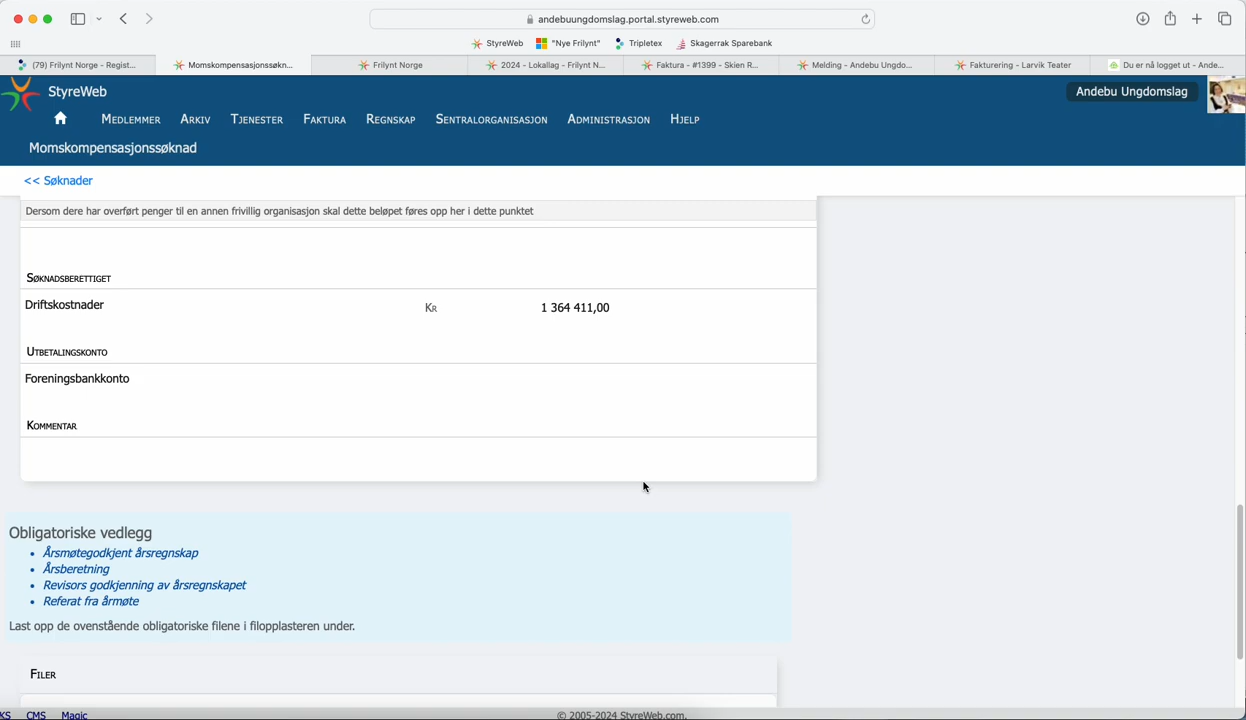 andebuungdomslag.portal.styreweb.com
StyreWeb "Nye Frilynt" Tripletex Skagerrak Sparebank
(79) Frilynt Norge - Regist... Momskompensasjonssøkn... Frilynt Norge 2024 - Lokallag - Frilynt N... Faktura - #1399 - Skien R... Melding - Andebu Ungdo... Fakturering - Larvik Teater Du er nå logget ut - Ande...
StyreWeb Andebu Ungdomslag
Medlemmer Arkiv Tjenester Faktura Regnskap Sentralorganisasjon Administrasjon Hjelp
Momskompensasjonssøknad
<< Søknader
Dersom dere har overført penger til en annen frivillig organisasjon skal dette beløpet føres opp her i dette punktet
Søknadsberettiget
Driftskostnader Kr 1 364 411,00
Utbetalingskonto
Foreningsbankkonto
Kommentar
Obligatoriske vedlegg
• Årsmøtegodkjent årsregnskap
• Årsberetning
• Revisors godkjenning av årsregnskapet
• Referat fra årmøte
Last opp de ovenstående obligatoriske filene i filopplasteren under.
Filer
KS CMS Magic © 2005-2024 StyreWeb.com.